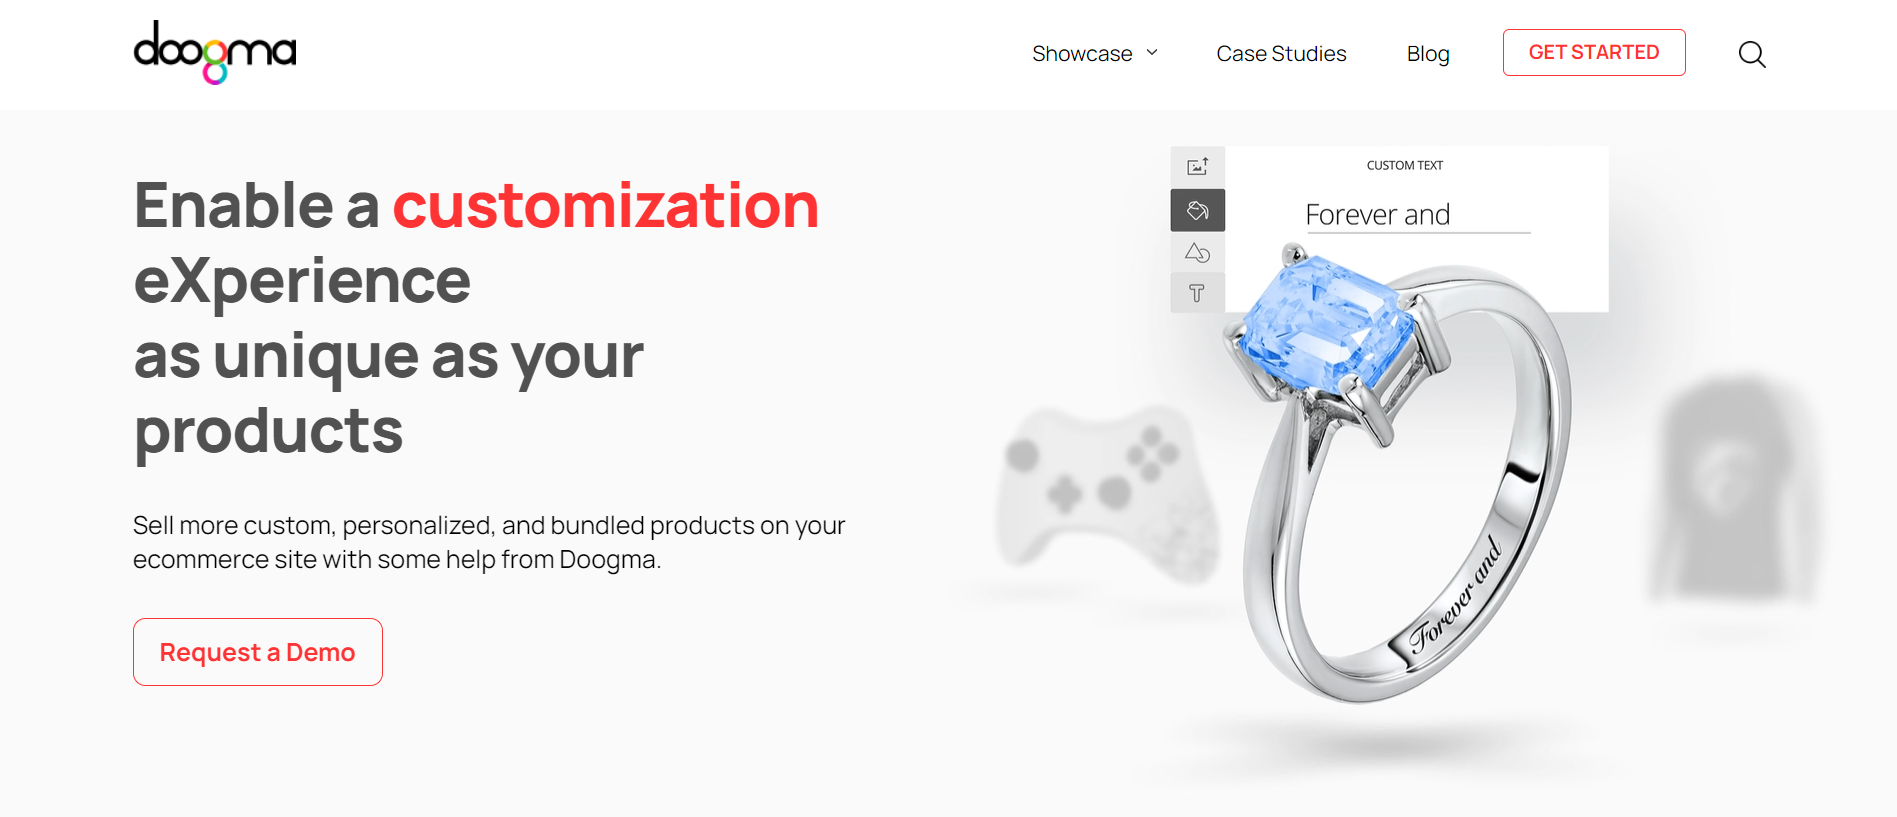 doogma
Showcase
Case Studies
Blog
GET STARTED
Enable a customization
eXperience
as unique as your
products
Sell more custom, personalized, and bundled products on your
ecommerce site with some help from Doogma.
Request a Demo
CUSTOM TEXT
Forever and
T
Forever and